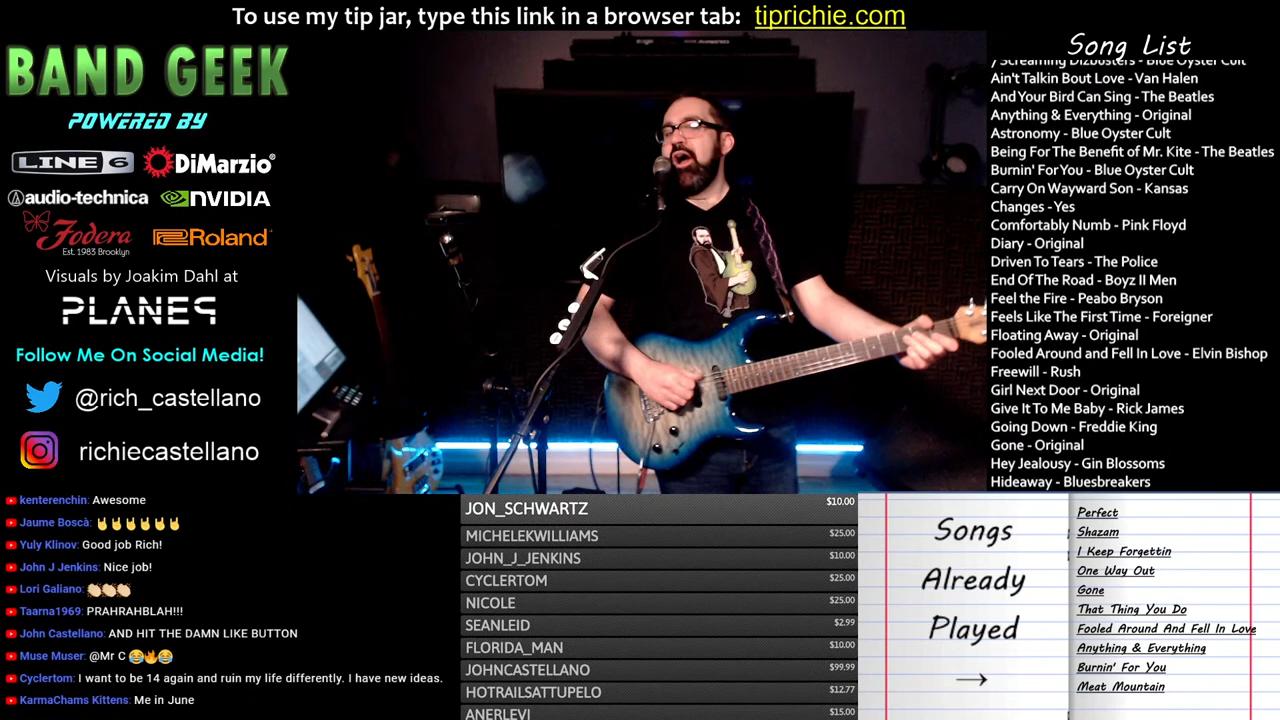 To use my tip jar, type this link in a browser tab: tiprichie.com
BAND GEEK
POWERED BY
LINE 6
DiMarzio®
audio-technica
NVIDIA
Fodera
Est. 1983 Brooklyn
Roland
Visuals by Joakim Dahl at
PLANE9
Follow Me On Social Media!
@rich_castellano
richiecastellano
kenterenchin: Awesome
Jaume Boscà: 🤘🤘🤘🤘🤘🤘
Yuly Klinov: Good job Rich!
John J Jenkins: Nice job!
Lori Galiano: 👏🏻👏🏻👏🏻
Taarna1969: PRAHRAHBLAH!!!
John Castellano: AND HIT THE DAMN LIKE BUTTON
Muse Muser: @Mr C 😂🔥😂
Cyclertom: I want to be 14 again and ruin my life differently. I have new ideas.
KarmaChams Kittens: Me in June
JON_SCHWARTZ $10.00
MICHELEKWILLIAMS $25.00
JOHN_J_JENKINS $10.00
CYCLERTOM $25.00
NICOLE $25.00
SEANLEID $2.99
FLORIDA_MAN $10.00
JOHNCASTELLANO $99.99
HOTRAILSATTUPELO $12.77
ANERLEVI $15.00
Song List
7 Screaming Dizbusters - Blue Oyster Cult
Ain't Talkin Bout Love - Van Halen
And Your Bird Can Sing - The Beatles
Anything & Everything - Original
Astronomy - Blue Oyster Cult
Being For The Benefit of Mr. Kite - The Beatles
Burnin' For You - Blue Oyster Cult
Carry On Wayward Son - Kansas
Changes - Yes
Comfortably Numb - Pink Floyd
Diary - Original
Driven To Tears - The Police
End Of The Road - Boyz II Men
Feel the Fire - Peabo Bryson
Feels Like The First Time - Foreigner
Floating Away - Original
Fooled Around and Fell In Love - Elvin Bishop
Freewill - Rush
Girl Next Door - Original
Give It To Me Baby - Rick James
Going Down - Freddie King
Gone - Original
Hey Jealousy - Gin Blossoms
Hideaway - Bluesbreakers
Songs
Already
Played
→
Perfect
Shazam
I Keep Forgettin
One Way Out
Gone
That Thing You Do
Fooled Around And Fell In Love
Anything & Everything
Burnin' For You
Meat Mountain